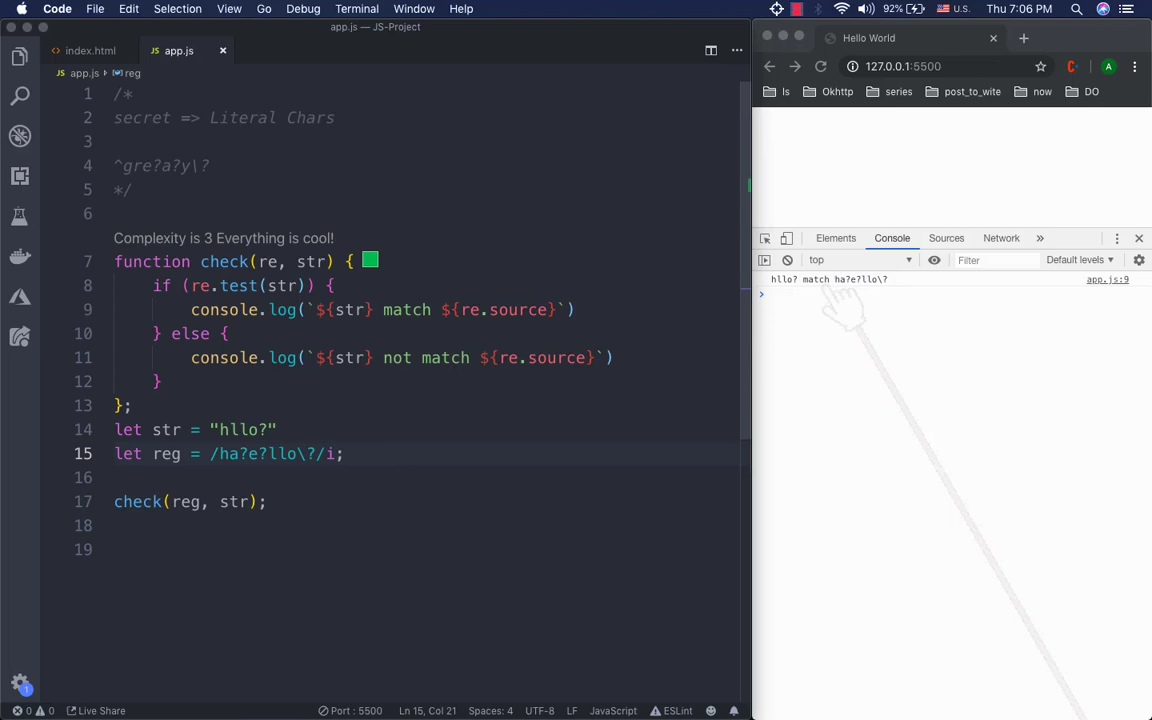 Code File Edit Selection View Go Debug Terminal Window Help 92% U.S. Thu 7:06 PM
app.js — JS-Project
index.html
JS app.js ×
JS app.js › reg
1 /*
2 secret => Literal Chars
3
4 ^gre?a?y\?
5 */
6
Complexity is 3 Everything is cool!
7 function check(re, str) {
8 if (re.test(str)) {
9 console.log(`${str} match ${re.source}`)
10 } else {
11 console.log(`${str} not match ${re.source}`)
12 }
13 };
14 let str = "hllo?"
15 let reg = /ha?e?llo\?/i;
16
17 check(reg, str);
18
19
0 0 Live Share Port : 5500 Ln 15, Col 21 Spaces: 4 UTF-8 LF JavaScript ESLint
1
Hello World
127.0.0.1:5500
C
A
ls Okhttp series post_to_wite now DO
Elements Console Sources Network »
top Filter Default levels
hllo? match ha?e?llo\? app.js:9